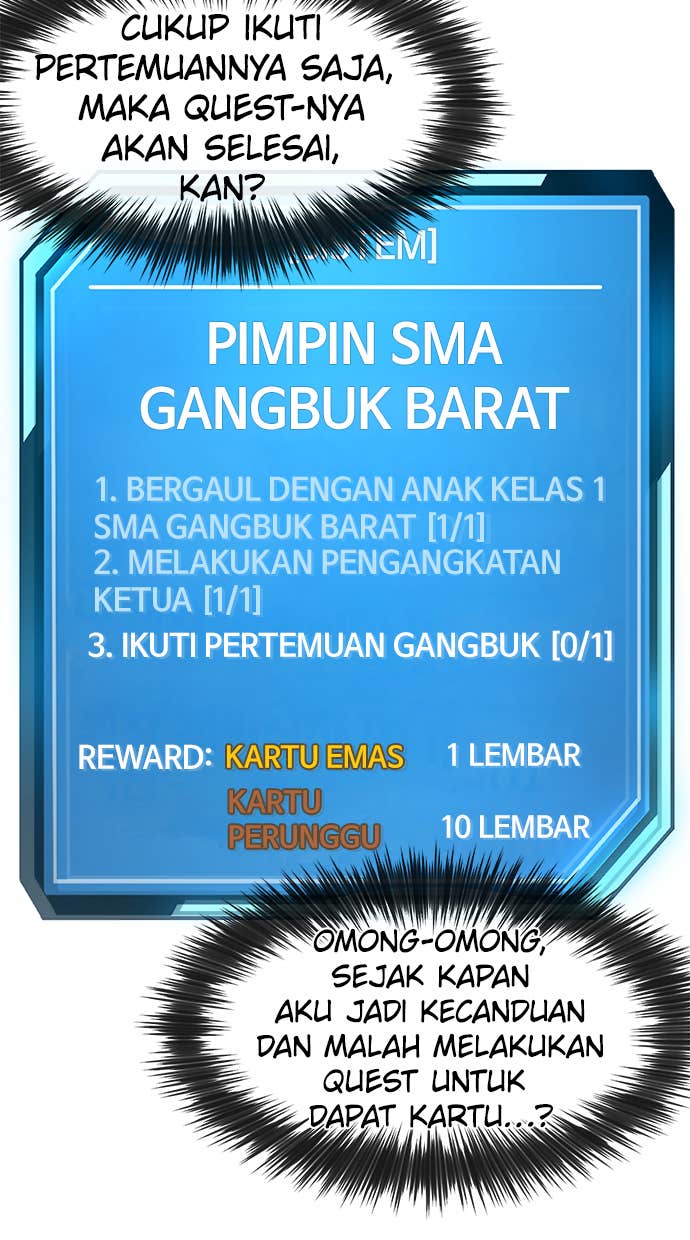 CUKUP IKUTI
PERTEMUANNYA SAJA,
MAKA QUEST-NYA
AKAN SELESAI,
KAN?
[SISTEM]
PIMPIN SMA
GANGBUK BARAT
1. BERGAUL DENGAN ANAK KELAS 1
SMA GANGBUK BARAT [1/1]
2. MELAKUKAN PENGANGKATAN
KETUA [1/1]
3. IKUTI PERTEMUAN GANGBUK [0/1]
REWARD: KARTU EMAS 1 LEMBAR
KARTU
PERUNGGU 10 LEMBAR
OMONG-OMONG,
SEJAK KAPAN
AKU JADI KECANDUAN
DAN MALAH MELAKUKAN
QUEST UNTUK
DAPAT KARTU...?